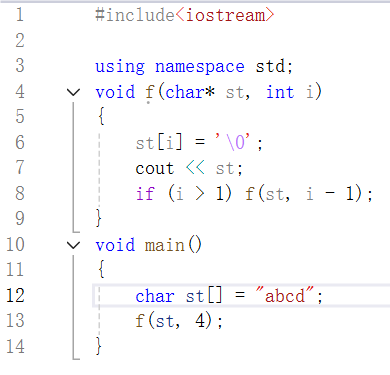 1 #include<iostream>
2
3 using namespace std;
4 void f(char* st, int i)
5 {
6 st[i] = '\0';
7 cout << st;
8 if (i > 1) f(st, i - 1);
9 }
10 void main()
11 {
12 char st[] = "abcd";
13 f(st, 4);
14 }